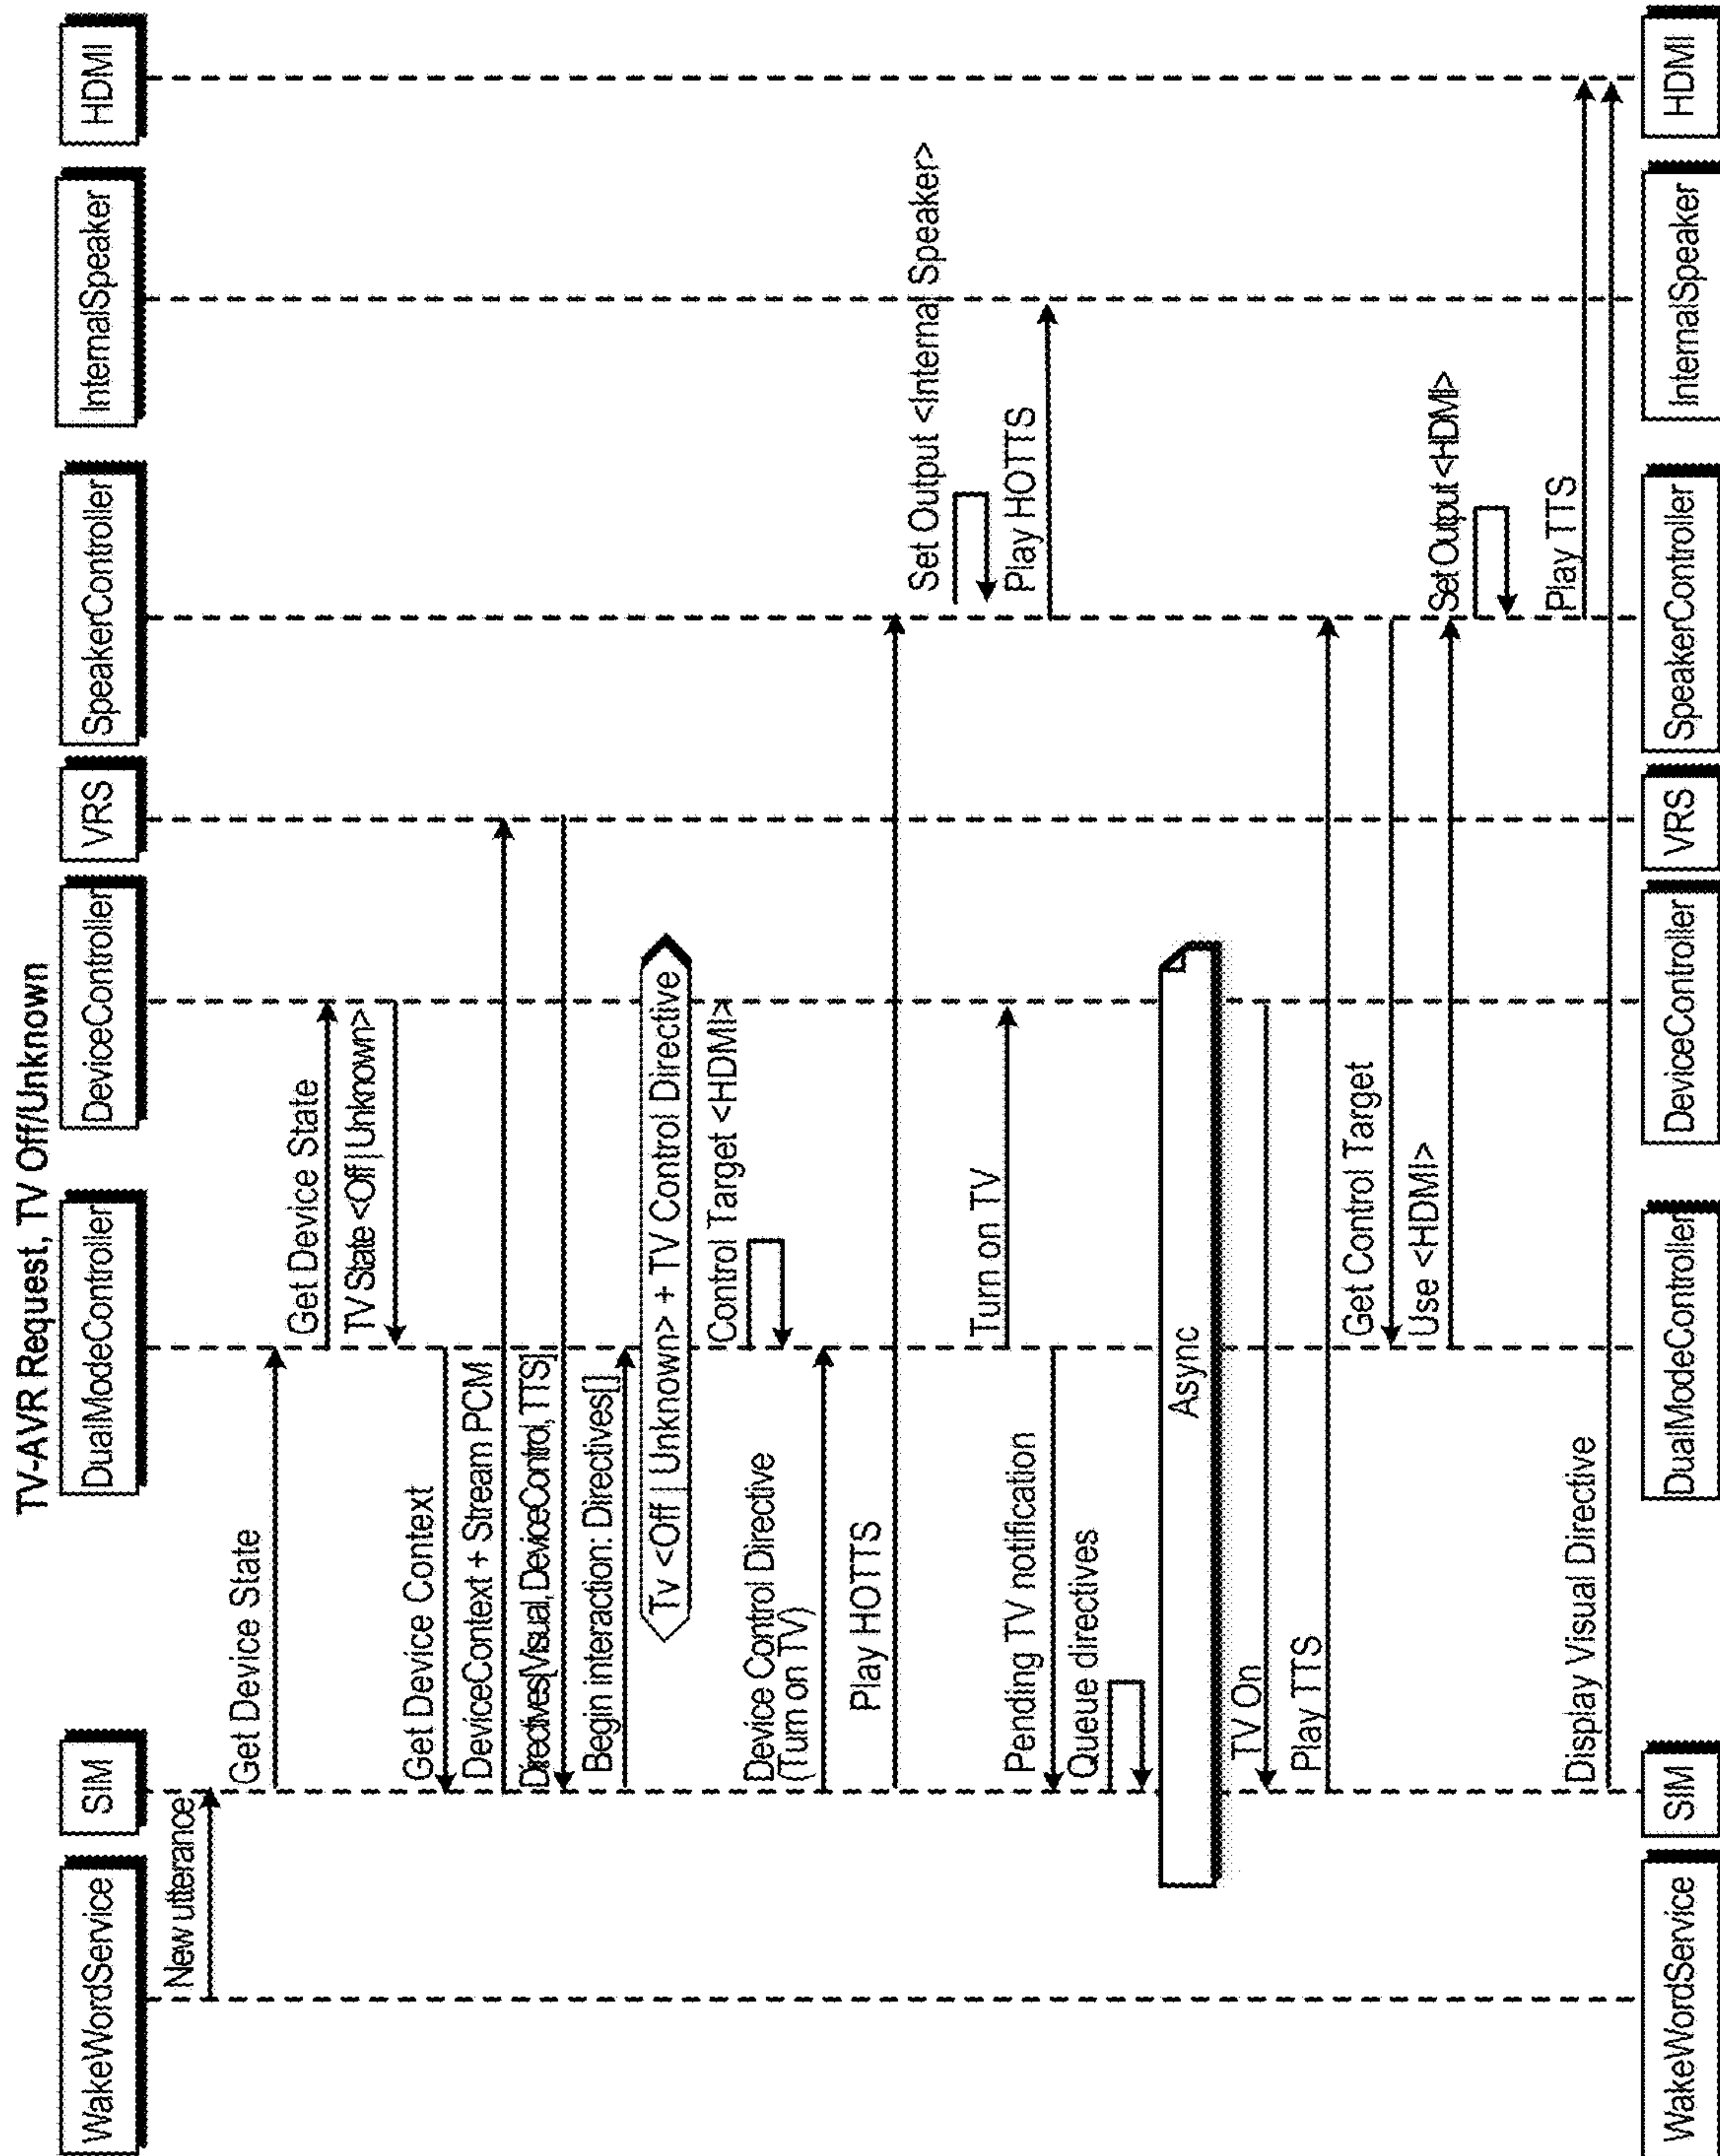 TV-AVR Request, TV Off/Unknown
WakeWordService
SIM
DualModeController
DeviceController
VRS
SpeakerController
InternalSpeaker
HDMI
New utterance
Get Device State
Get Device State
TV State <Off | Unknown>
Get Device Context
DeviceContext + Stream PCM
Directives[Visual, DeviceControl, TTS]
Begin interaction: Directives[]
Tv <Off | Unknown> + TV Control Directive
Control Target <HDMI>
Device Control Directive
(Turn on TV)
Play HOTTS
Set Output <Internal Speaker>
Turn on TV
Play HOTTS
Pending TV notification
Queue directives
Async
TV On
Play TTS
Get Control Target
Use <HDMI>
Set Output <HDMI>
Play TTS
Display Visual Directive
WakeWordService
SIM
DualModeController
DeviceController
VRS
SpeakerController
InternalSpeaker
HDMI